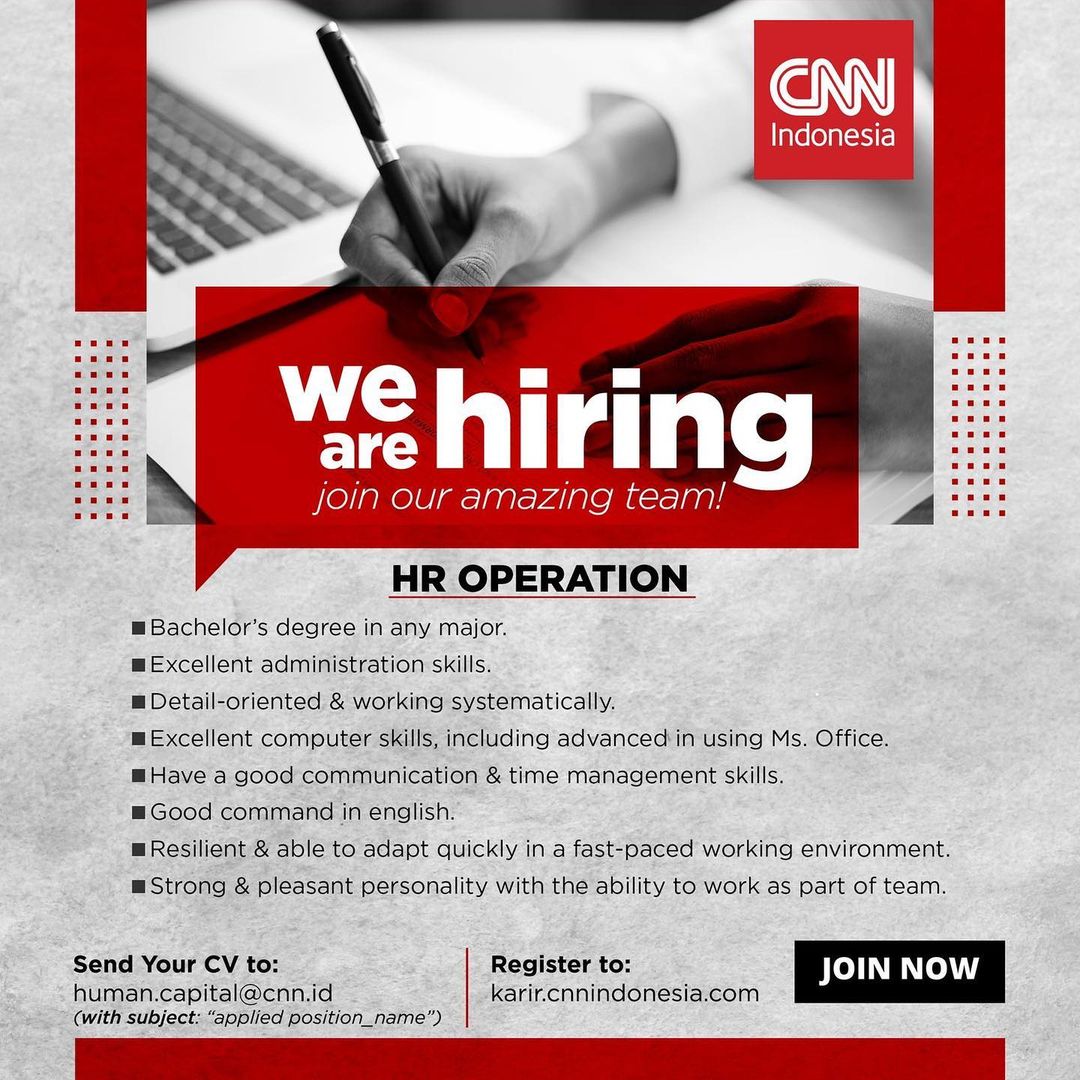 CNN
Indonesia
we
are hiring
join our amazing team!
HR OPERATION
■ Bachelor's degree in any major.
■ Excellent administration skills.
■ Detail-oriented & working systematically.
■ Excellent computer skills, including advanced in using Ms. Office.
■ Have a good communication & time management skills.
■ Good command in english.
■ Resilient & able to adapt quickly in a fast-paced working environment.
■ Strong & pleasant personality with the ability to work as part of team.
Send Your CV to:
human.capital@cnn.id
(with subject: “applied position_name”)
Register to:
karir.cnnindonesia.com
JOIN NOW